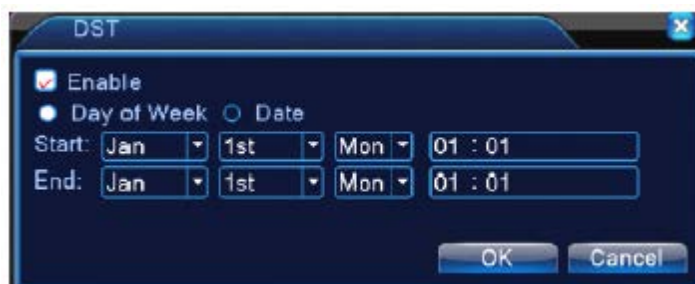 DST
Enable
Day of Week Date
Start: Jan 1st Mon 01 : 01
End: Jan 1st Mon 01 : 01
OK Cancel